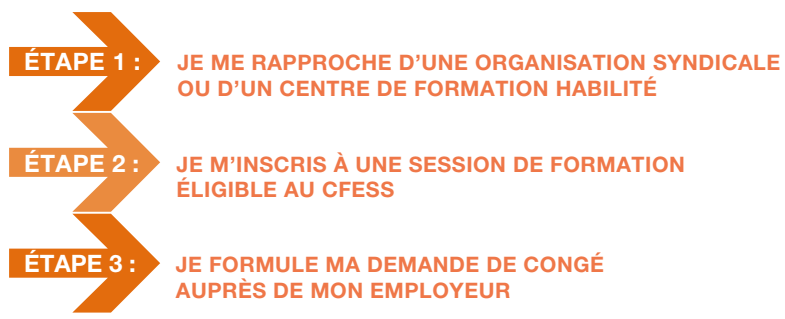 ÉTAPE 1 :
JE ME RAPPROCHE D'UNE ORGANISATION SYNDICALE
OU D'UN CENTRE DE FORMATION HABILITÉ
ÉTAPE 2 :
JE M'INSCRIS À UNE SESSION DE FORMATION
ÉLIGIBLE AU CFESS
ÉTAPE 3 :
JE FORMULE MA DEMANDE DE CONGÉ
AUPRÈS DE MON EMPLOYEUR